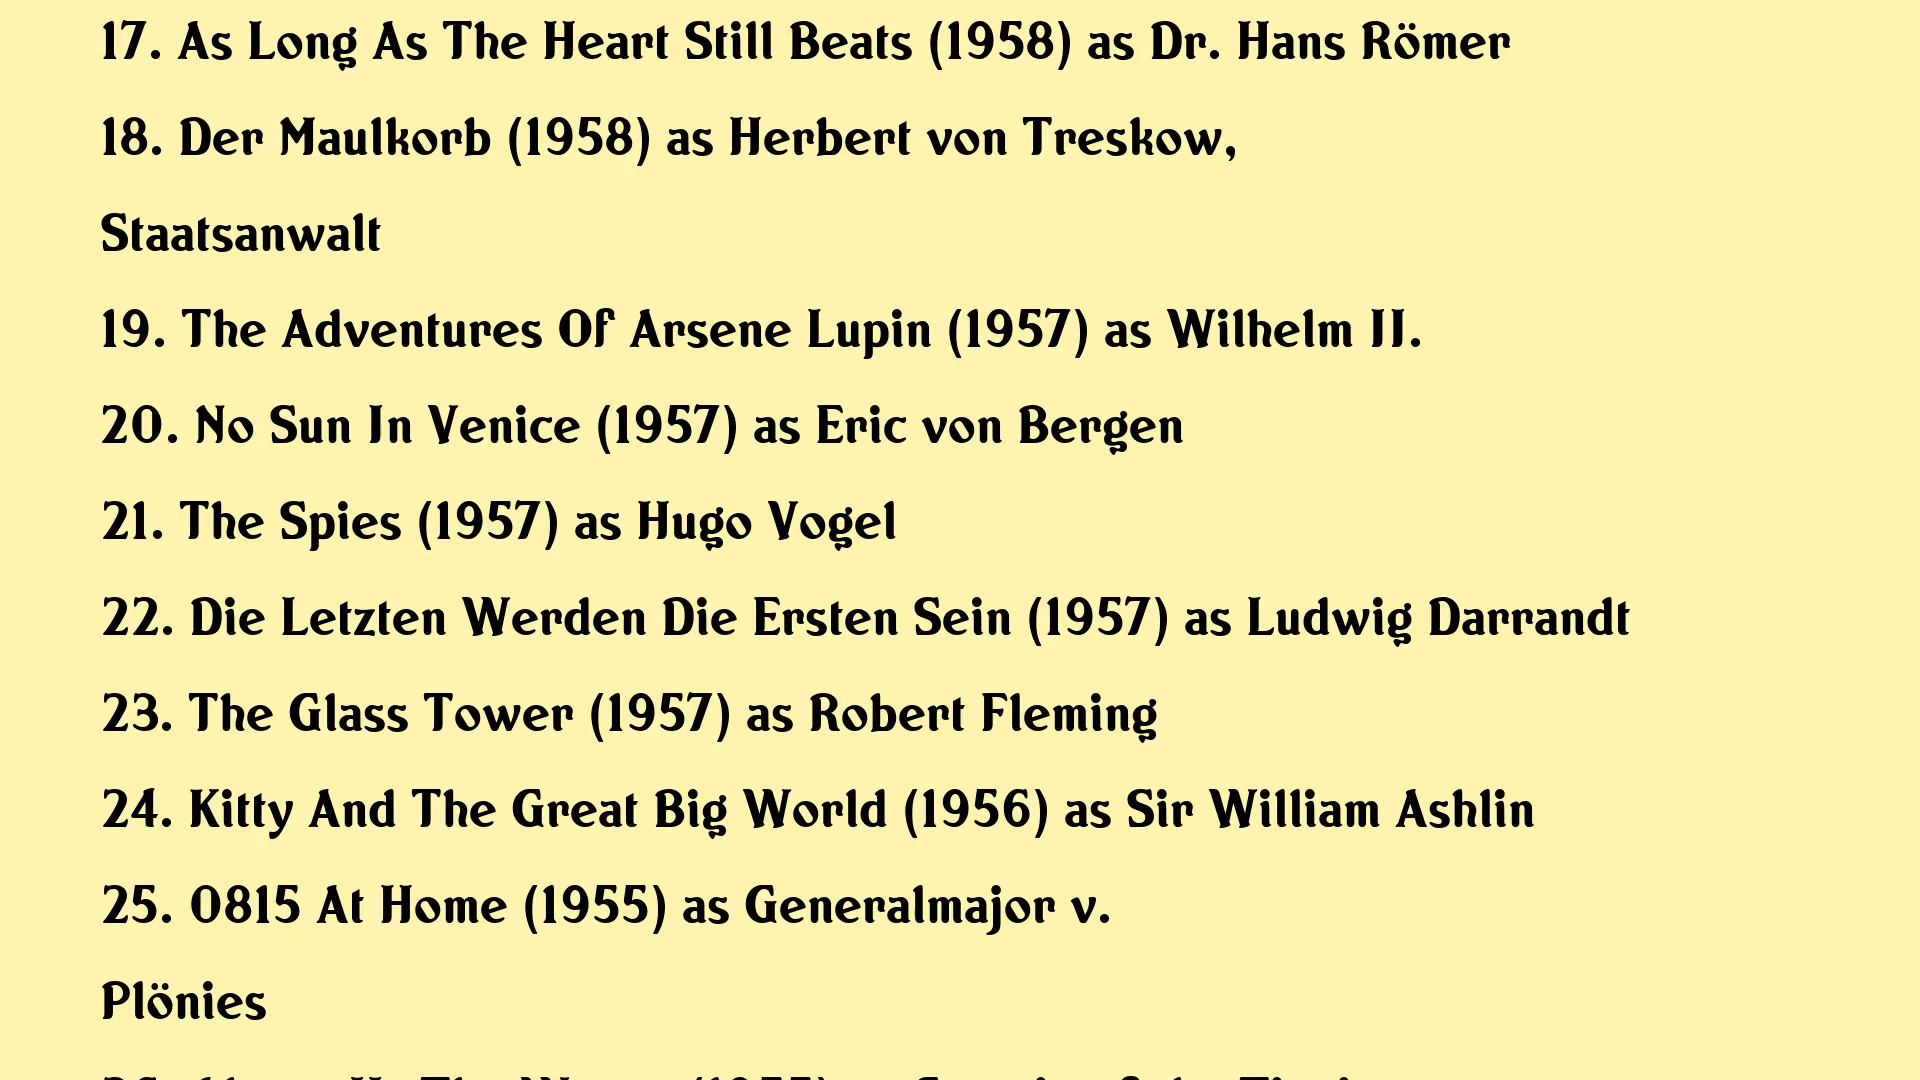 17. As Long As The Heart Still Beats (1958) as Dr. Hans Römer
18. Der Maulkorb (1958) as Herbert von Treskow,
Staatsanwalt
19. The Adventures Of Arsene Lupin (1957) as Wilhelm II.
20. No Sun In Venice (1957) as Eric von Bergen
21. The Spies (1957) as Hugo Vogel
22. Die Letzten Werden Die Ersten Sein (1957) as Ludwig Darrandt
23. The Glass Tower (1957) as Robert Fleming
24. Kitty And The Great Big World (1956) as Sir William Ashlin
25. 0815 At Home (1955) as Generalmajor v.
Plönies